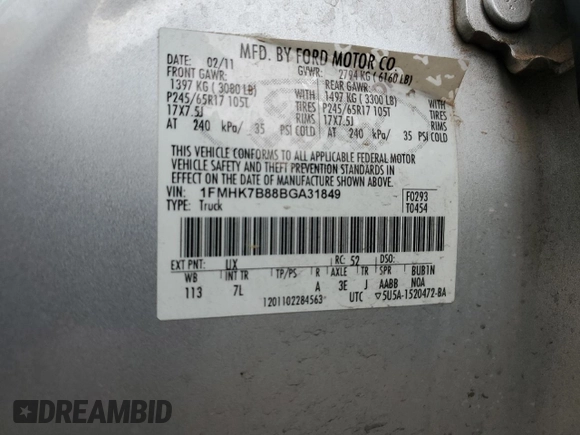 MFD. BY FORD MOTOR CO
DATE: 02/11 GVWR: 2794 KG ( 6160 LB)
FRONT GAWR: REAR GAWR:
1397 KG ( 3080 LB) 1497 KG ( 3300 LB)
P245/65R17 105T TIRES P245/65R17 105T TIRES
17X7.5J RIMS 17X7.5J RIMS
AT 240 kPa/ 35 PSI COLD AT 240 kPa/ 35 PSI COLD
THIS VEHICLE CONFORMS TO ALL APPLICABLE FEDERAL MOTOR
VEHICLE SAFETY AND THEFT PREVENTION STANDARDS IN
EFFECT ON THE DATE OF MANUFACTURE SHOWN ABOVE.
VIN: 1FMHK7B88BGA31849 F0293
TYPE: Truck T0454
EXT PNT: UX RC: 52 DSO:
WB INT TR TP/PS R AXLE TR SPR BUB1N
113 7L A 3E J AABB N0A
1201102284563 UTC ▽5U5A-1520472-BA
DREAMBID